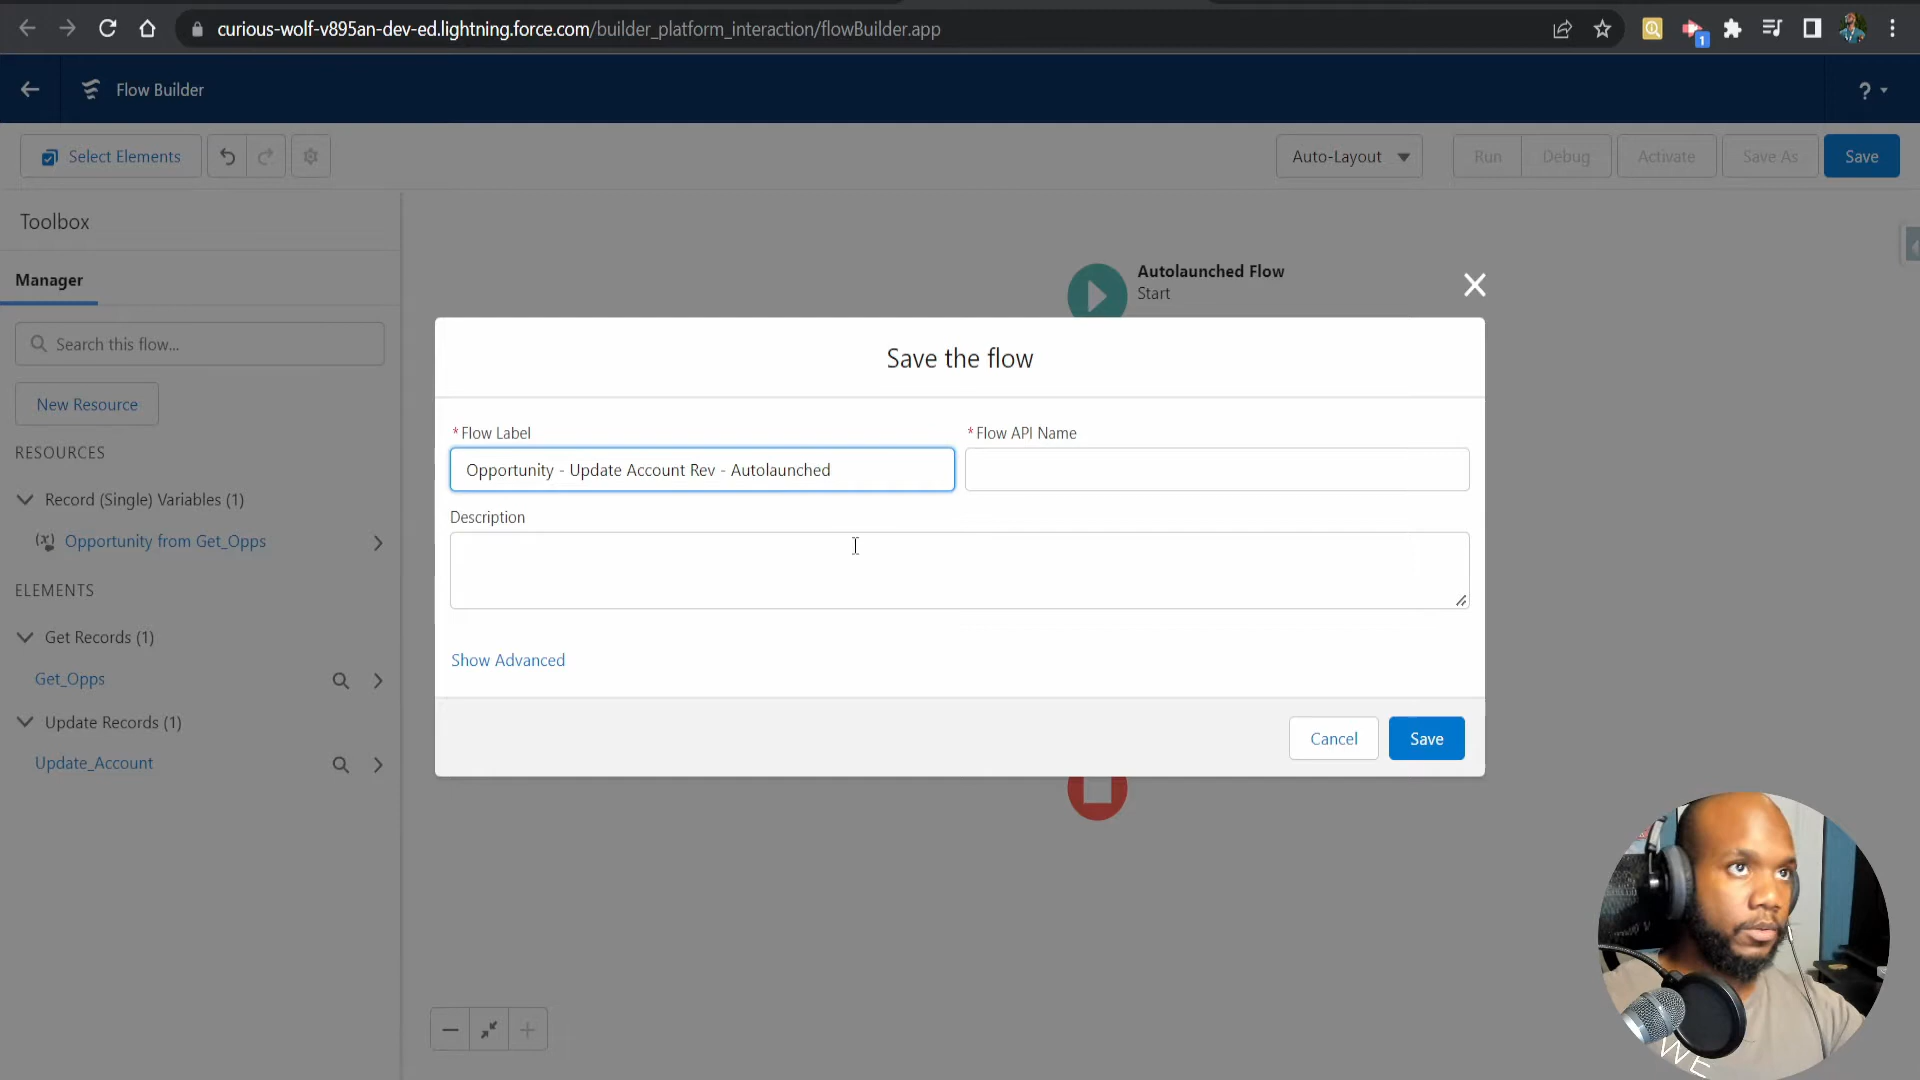 curious-wolf-v895an-dev-ed.lightning.force.com/builder_platform_interaction/flowBuilder.app
1
Flow Builder
?
Select Elements
Auto-Layout
Run
Debug
Activate
Save As
Save
Toolbox
Manager
Search this flow...
New Resource
RESOURCES
Record (Single) Variables (1)
Opportunity from Get_Opps
ELEMENTS
Get Records (1)
Get_Opps
Update Records (1)
Update_Account
Autolaunched Flow
Start
Save the flow
*Flow Label
*Flow API Name
Opportunity - Update Account Rev - Autolaunched
Description
Show Advanced
Cancel
Save
WE